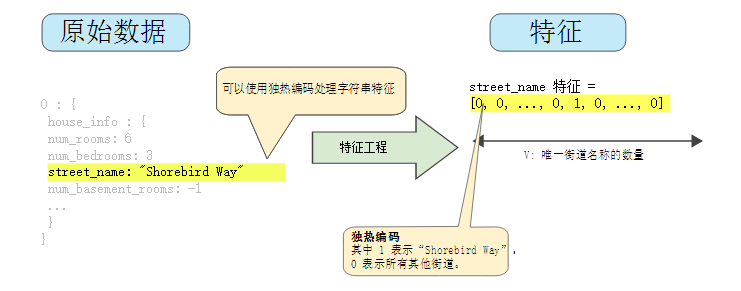 原始数据
特征
可以使用独热编码处理字符串特征
0 : {
house_info : {
num_rooms: 6
num_bedrooms: 3
street_name: "Shorebird Way"
num_basement_rooms: -1
...
}
}
特征工程
street_name 特征 =
[0, 0, ..., 0, 1, 0, ..., 0]
V: 唯一街道名称的数量
独热编码
其中 1 表示“Shorebird Way”,
0 表示所有其他街道。